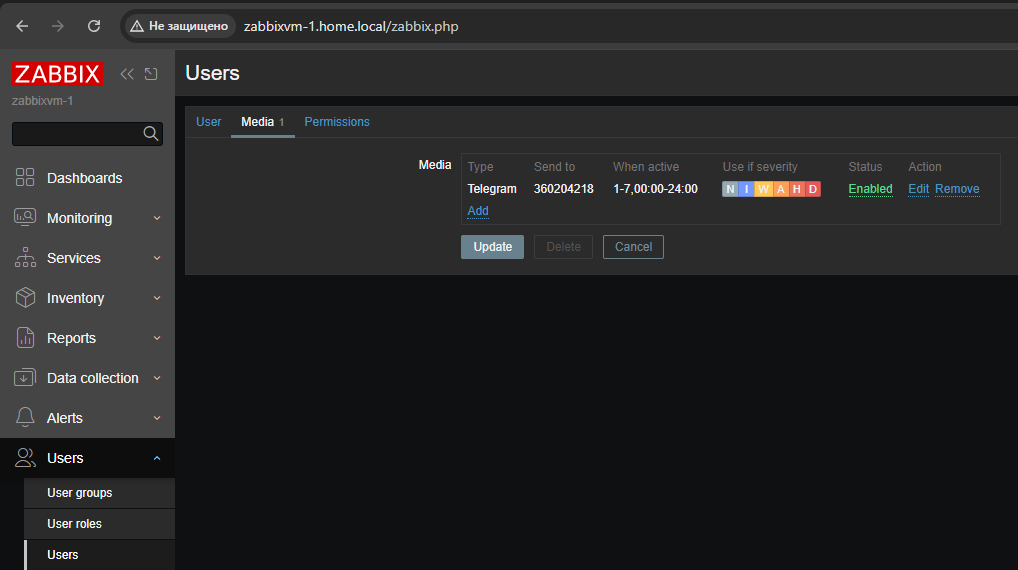 Не защищено zabbixvm-1.home.local/zabbix.php
ZABBIX
zabbixvm-1
Dashboards
Monitoring
Services
Inventory
Reports
Data collection
Alerts
Users
User groups
User roles
Users
Users
User Media 1 Permissions
Media Type Send to When active Use if severity Status Action
Telegram 360204218 1-7,00:00-24:00 N I W A H D Enabled Edit Remove
Add
Update Delete Cancel